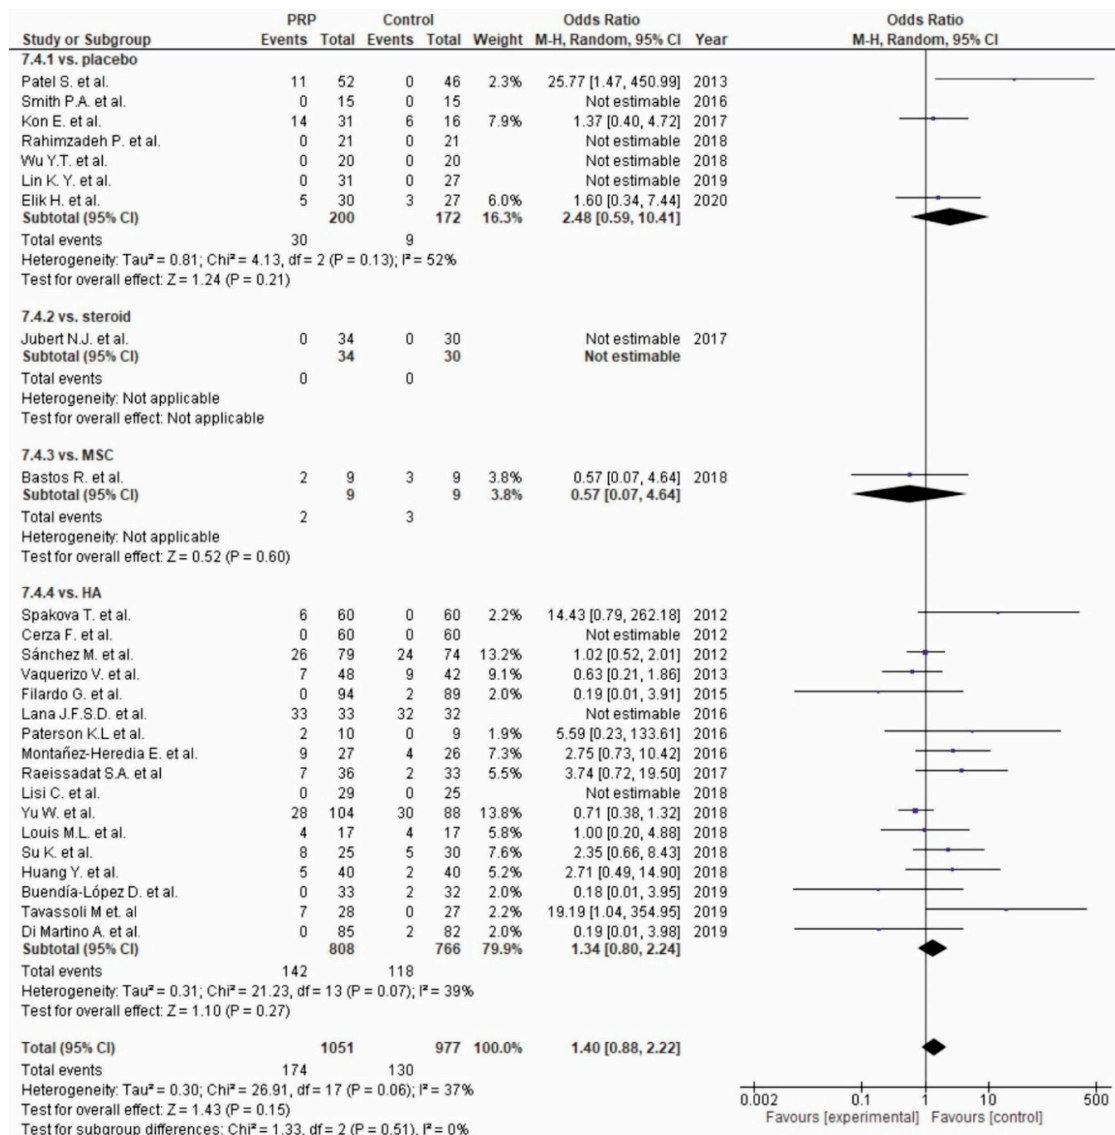 PRP Control Odds Ratio Odds Ratio
Study or Subgroup Events Total Events Total Weight M-H, Random, 95% CI Year M-H, Random, 95% CI
7.4.1 vs. placebo
Patel S. et al. 11 52 0 46 2.3% 25.77 [1.47, 450.99] 2013
Smith P.A. et al. 0 15 0 15 Not estimable 2016
Kon E. et al. 14 31 6 16 7.9% 1.37 [0.40, 4.72] 2017
Rahimzadeh P. et al. 0 21 0 21 Not estimable 2018
Wu Y.T. et al. 0 20 0 20 Not estimable 2018
Lin K. Y. et al. 0 31 0 27 Not estimable 2019
Elik H. et al. 5 30 3 27 6.0% 1.60 [0.34, 7.44] 2020
Subtotal (95% CI) 200 172 16.3% 2.48 [0.59, 10.41]
Total events 30 9
Heterogeneity: Tau² = 0.81; Chi² = 4.13, df = 2 (P = 0.13); I² = 52%
Test for overall effect: Z = 1.24 (P = 0.21)
7.4.2 vs. steroid
Jubert N.J. et al. 0 34 0 30 Not estimable 2017
Subtotal (95% CI) 34 30 Not estimable
Total events 0 0
Heterogeneity: Not applicable
Test for overall effect: Not applicable
7.4.3 vs. MSC
Bastos R. et al. 2 9 3 9 3.8% 0.57 [0.07, 4.64] 2018
Subtotal (95% CI) 9 9 3.8% 0.57 [0.07, 4.64]
Total events 2 3
Heterogeneity: Not applicable
Test for overall effect: Z = 0.52 (P = 0.60)
7.4.4 vs. HA
Spakova T. et al. 6 60 0 60 2.2% 14.43 [0.79, 262.18] 2012
Cerza F. et al. 0 60 0 60 Not estimable 2012
Sánchez M. et al. 26 79 24 74 13.2% 1.02 [0.52, 2.01] 2012
Vaquerizo V. et al. 7 48 9 42 9.1% 0.63 [0.21, 1.86] 2013
Filardo G. et al. 0 94 2 89 2.0% 0.19 [0.01, 3.91] 2015
Lana J.F.S.D. et al. 33 33 32 32 Not estimable 2016
Paterson K.L et al. 2 10 0 9 1.9% 5.59 [0.23, 133.61] 2016
Montañez-Heredia E. et al. 9 27 4 26 7.3% 2.75 [0.73, 10.42] 2016
Raeissadat S.A. et al 7 36 2 33 5.5% 3.74 [0.72, 19.50] 2017
Lisi C. et al. 0 29 0 25 Not estimable 2018
Yu W. et al. 28 104 30 88 13.8% 0.71 [0.38, 1.32] 2018
Louis M.L. et al. 4 17 4 17 5.8% 1.00 [0.20, 4.88] 2018
Su K. et al. 8 25 5 30 7.6% 2.35 [0.66, 8.43] 2018
Huang Y. et al. 5 40 2 40 5.2% 2.71 [0.49, 14.90] 2018
Buendía-López D. et al. 0 33 2 32 2.0% 0.18 [0.01, 3.95] 2019
Tavassoli M et. al 7 28 0 27 2.2% 19.19 [1.04, 354.95] 2019
Di Martino A. et al. 0 85 2 82 2.0% 0.19 [0.01, 3.98] 2019
Subtotal (95% CI) 808 766 79.9% 1.34 [0.80, 2.24]
Total events 142 118
Heterogeneity: Tau² = 0.31; Chi² = 21.23, df = 13 (P = 0.07); I² = 39%
Test for overall effect: Z = 1.10 (P = 0.27)
Total (95% CI) 1051 977 100.0% 1.40 [0.88, 2.22]
Total events 174 130
Heterogeneity: Tau² = 0.30; Chi² = 26.91, df = 17 (P = 0.06); I² = 37%
Test for overall effect: Z = 1.43 (P = 0.15)
Test for subgroup differences: Chi² = 1.33, df = 2 (P = 0.51), I² = 0%
0.002 0.1 1 10 500
Favours [experimental] Favours [control]